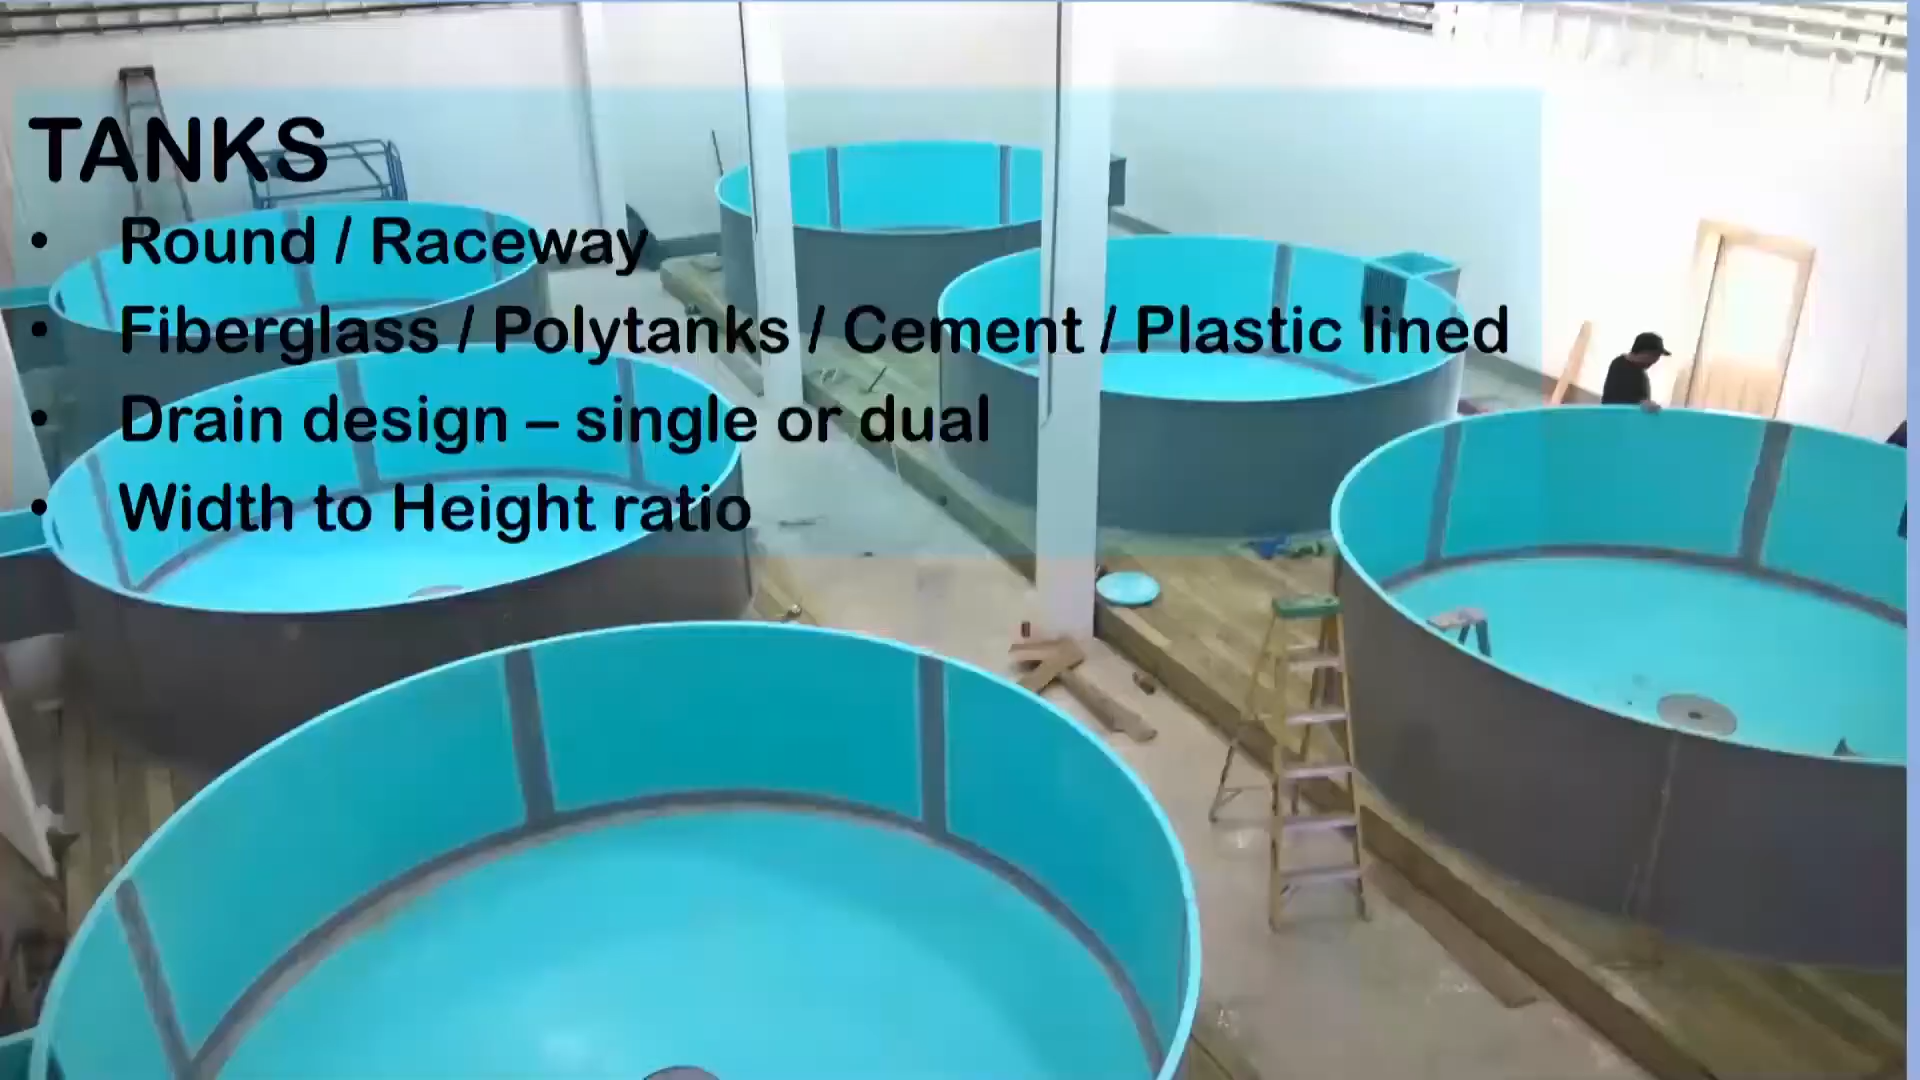 TANKS
• Round / Raceway
• Fiberglass / Polytanks / Cement / Plastic lined
• Drain design – single or dual
• Width to Height ratio